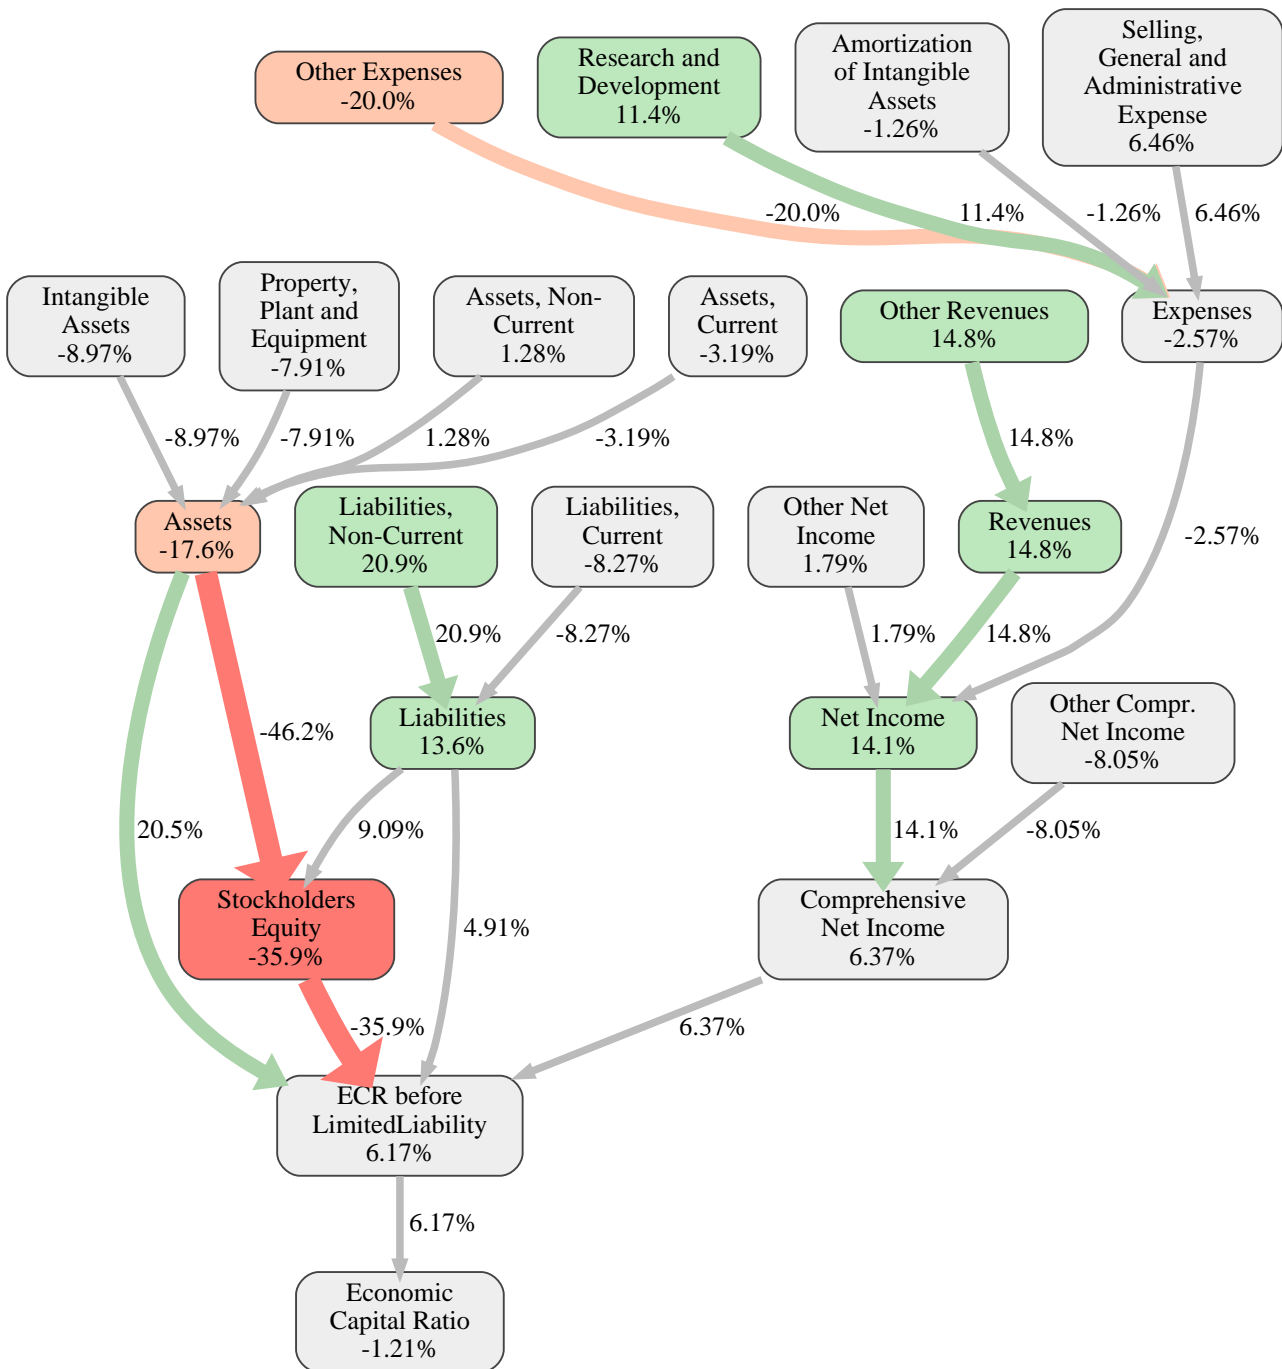 Other Expenses
-20.0%
Research and
Development
11.4%
Amortization
of Intangible
Assets
-1.26%
Selling,
General and
Administrative
Expense
6.46%
-20.0%
11.4%
-1.26%
6.46%
Intangible
Assets
-8.97%
Property,
Plant and
Equipment
-7.91%
Assets, Non-
Current
1.28%
Assets,
Current
-3.19%
Other Revenues
14.8%
Expenses
-2.57%
-8.97%
-7.91%
1.28%
-3.19%
14.8%
-2.57%
Assets
-17.6%
Liabilities,
Non-Current
20.9%
Liabilities,
Current
-8.27%
Other Net
Income
1.79%
Revenues
14.8%
20.9%
-8.27%
1.79%
14.8%
-46.2%
Liabilities
13.6%
Net Income
14.1%
Other Compr.
Net Income
-8.05%
20.5%
9.09%
14.1%
-8.05%
Stockholders
Equity
-35.9%
4.91%
Comprehensive
Net Income
6.37%
-35.9%
6.37%
ECR before
LimitedLiability
6.17%
6.17%
Economic
Capital Ratio
-1.21%